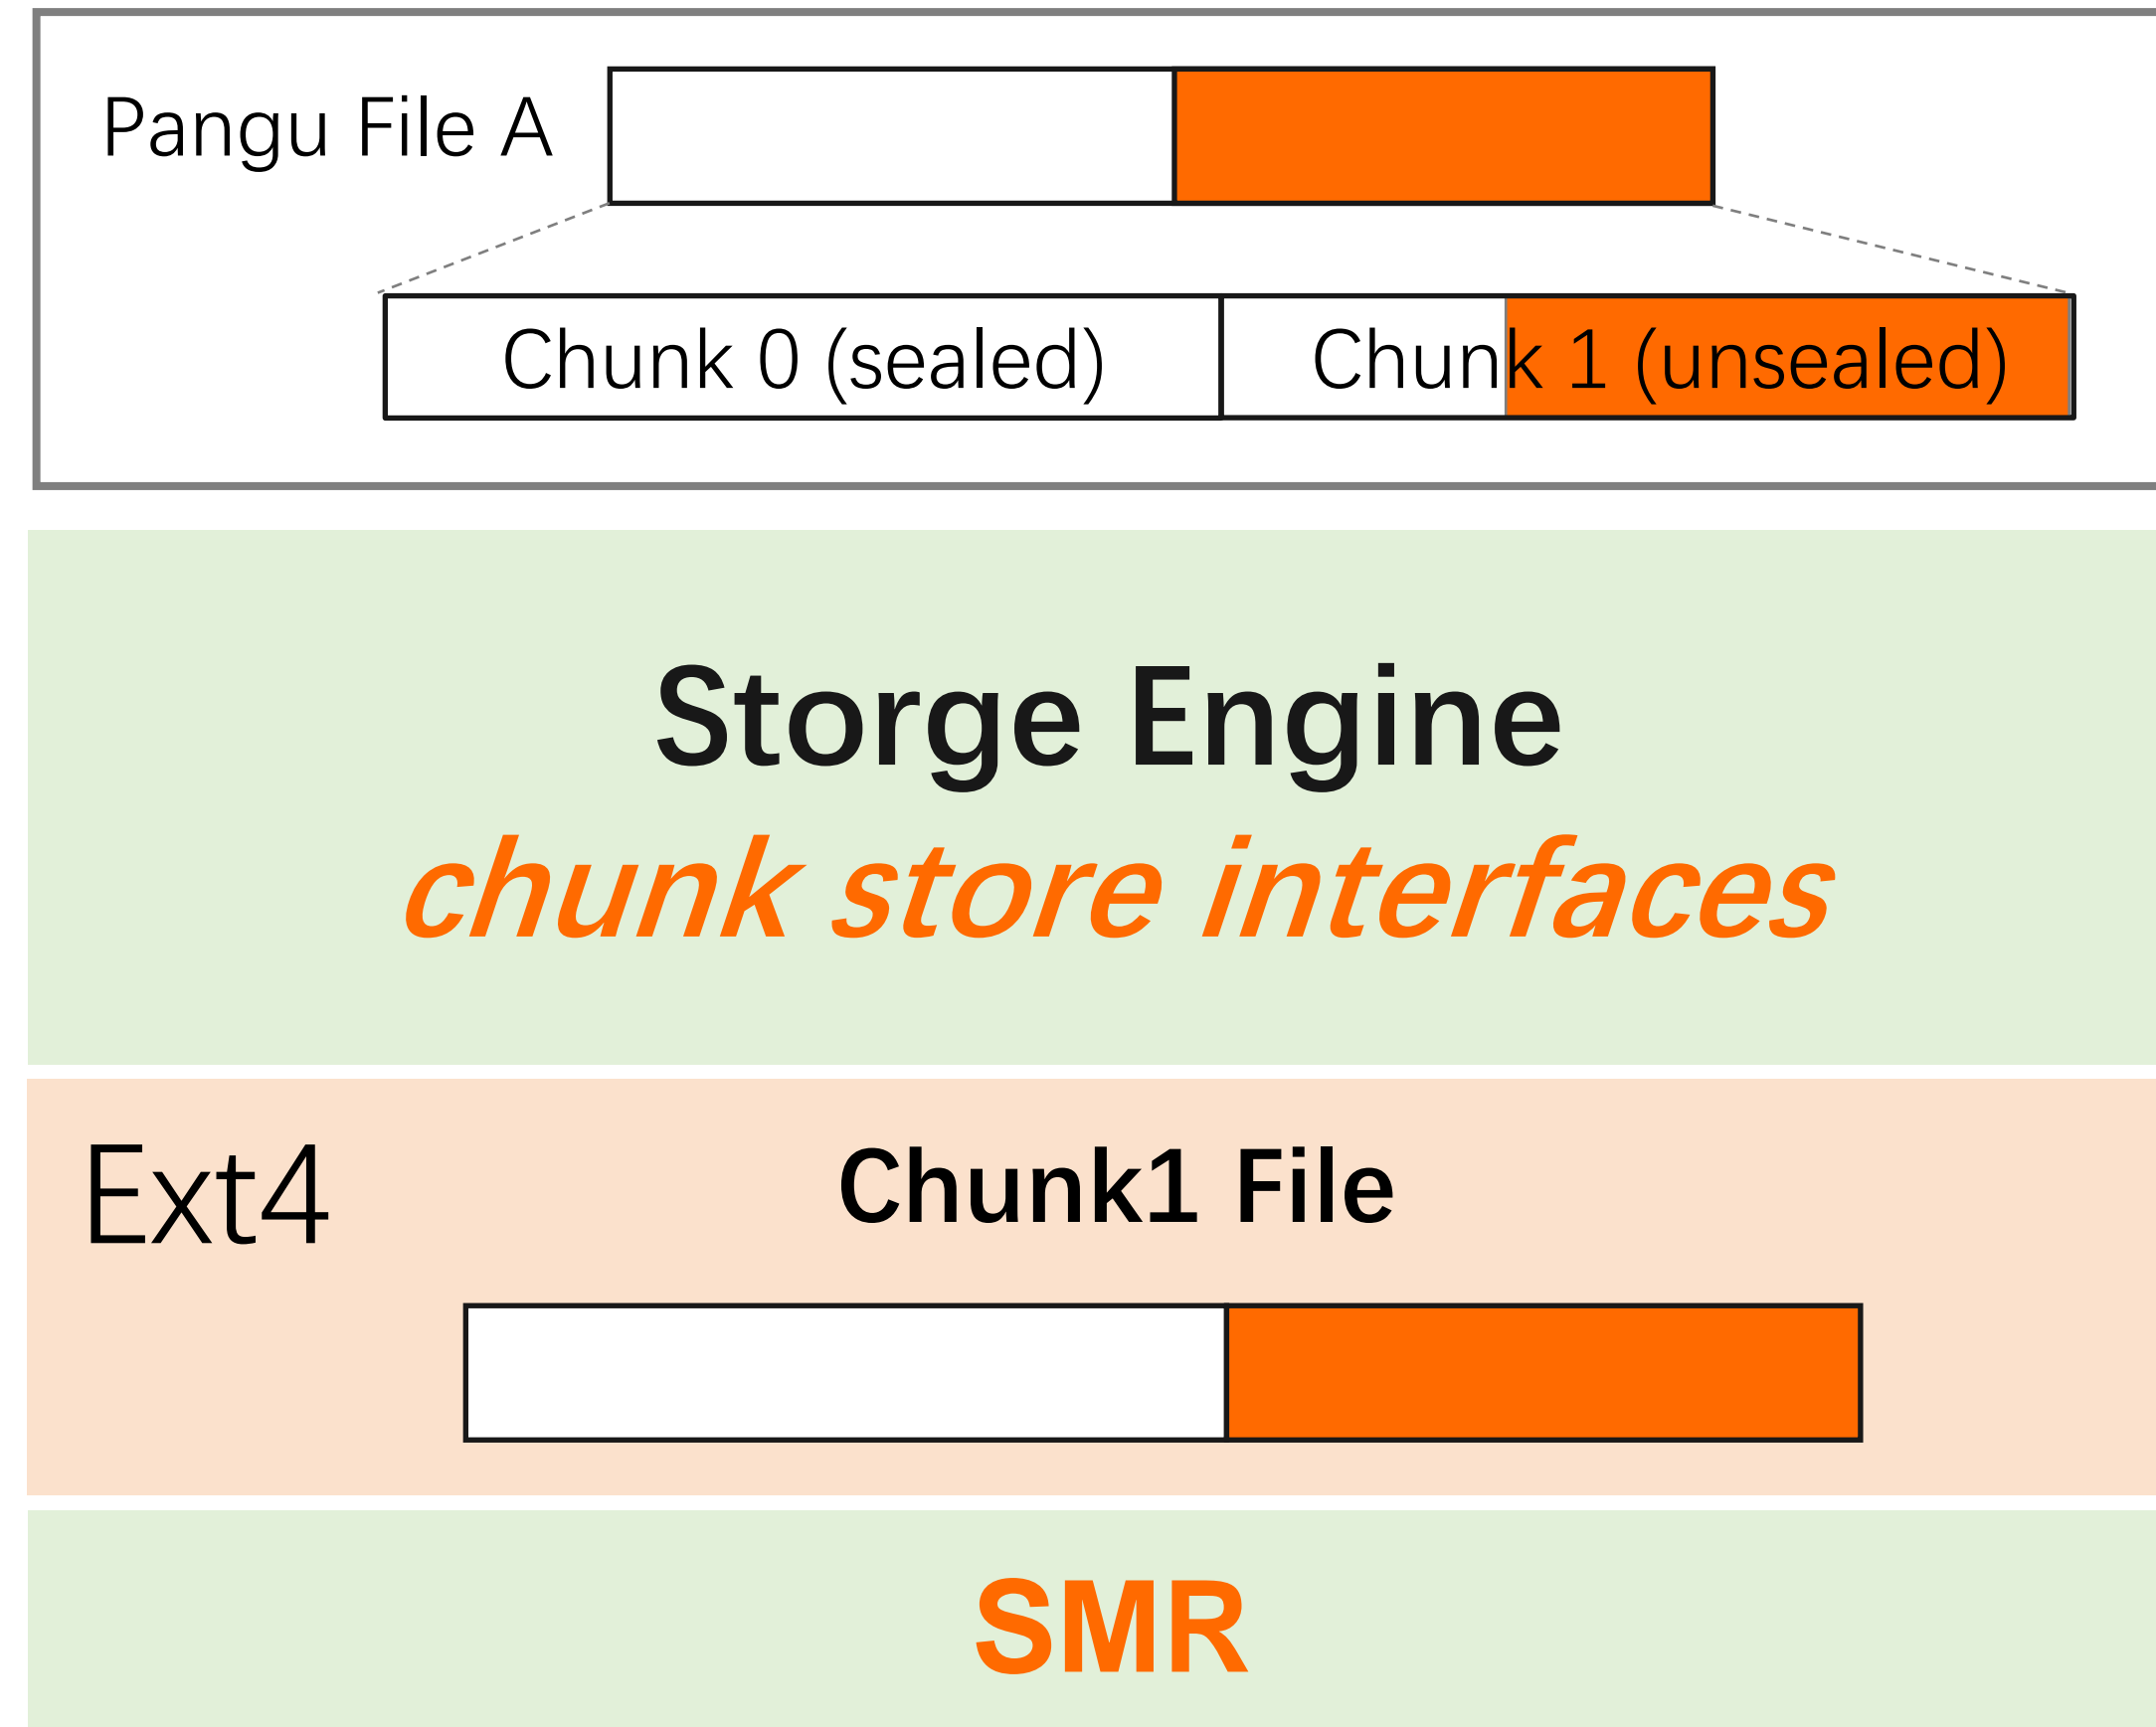 Pangu File A
Chunk 0 (sealed)
Chunk 1 (unsealed)
Storge Engine
chunk store interfaces
Ext4
Chunk1 File
SMR